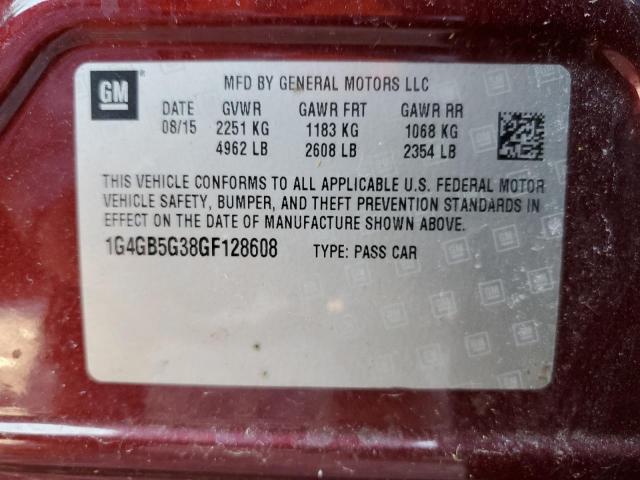 GM
®
MFD BY GENERAL MOTORS LLC
DATE GVWR GAWR FRT GAWR RR
08/15 2251 KG 1183 KG 1068 KG
4962 LB 2608 LB 2354 LB
THIS VEHICLE CONFORMS TO ALL APPLICABLE U.S. FEDERAL MOTOR
VEHICLE SAFETY, BUMPER, AND THEFT PREVENTION STANDARDS IN
EFFECT ON THE DATE OF MANUFACTURE SHOWN ABOVE.
1G4GB5G38GF128608 TYPE: PASS CAR